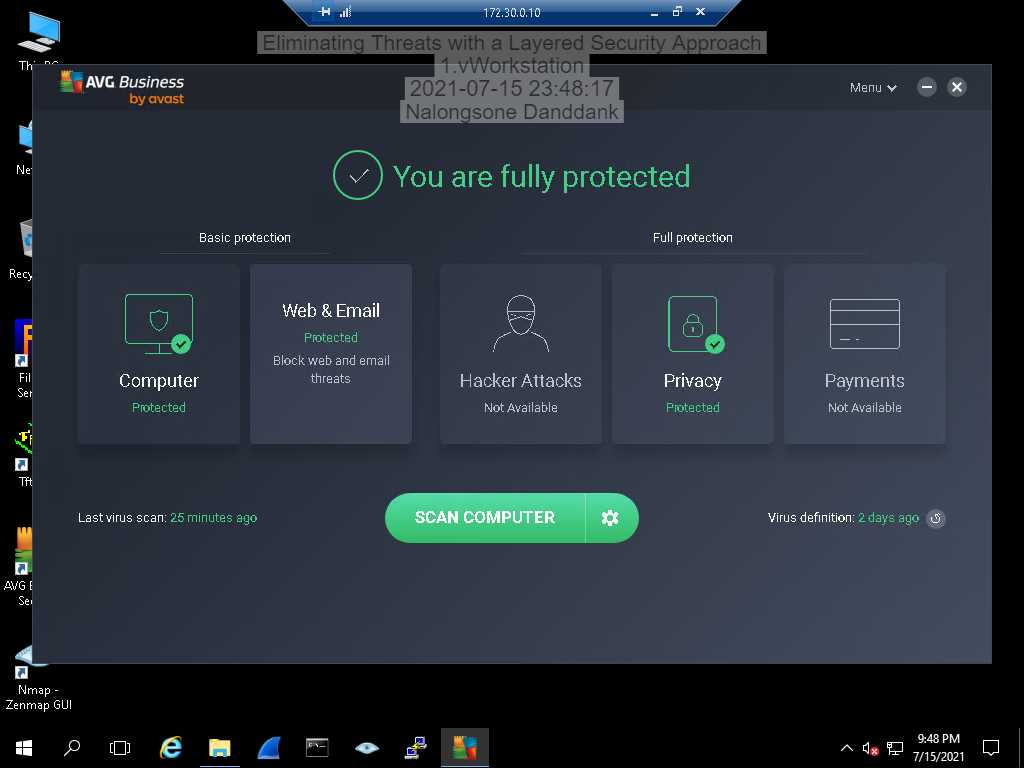 172.30.0.10
Eliminating Threats with a Layered Security Approach
1.vWorkstation
2021-07-15 23:48:17
Nalongsone Danddank
AVG Business
by avast
Menu
You are fully protected
Basic protection
Full protection
Web & Email
Protected
Block web and email
threats
Computer
Protected
Hacker Attacks
Not Available
Privacy
Protected
Payments
Not Available
Last virus scan: 25 minutes ago
SCAN COMPUTER
Virus definition: 2 days ago
Recy
AVG
Nmap -
Zenmap GUI
9:48 PM
7/15/2021